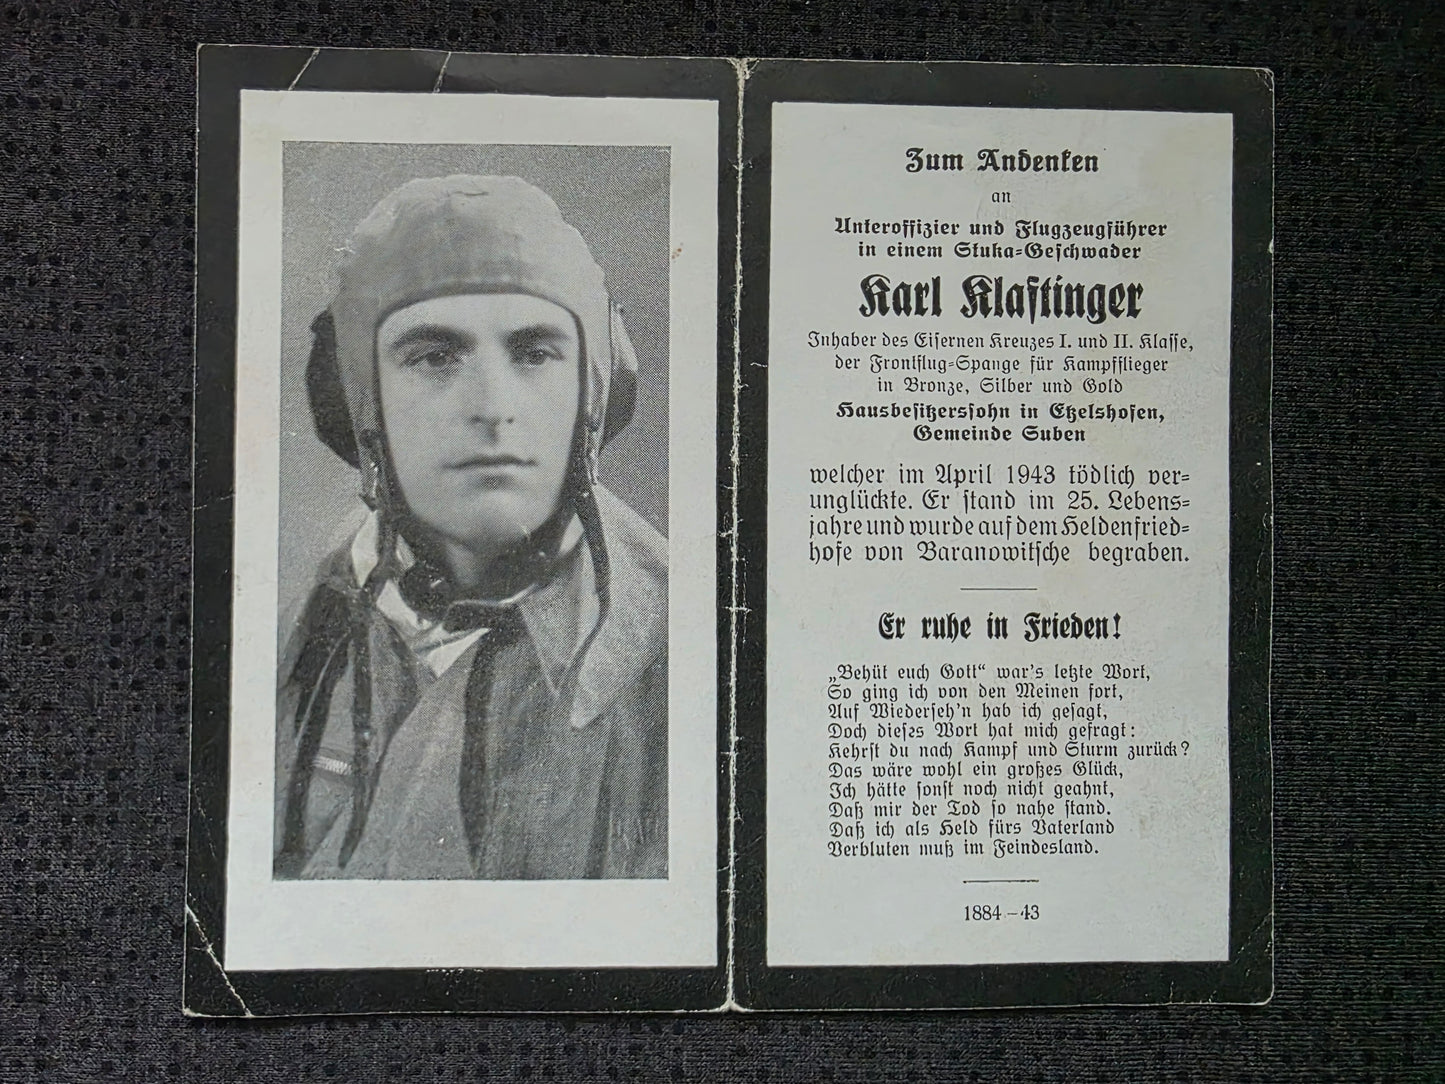 Zum Andenken
an
Unteroffizier und Flugzeugführer
in einem Stuka-Geschwader
Karl Klaftinger
Inhaber des Eisernen Kreuzes I. und II. Klasse,
der Frontflug-Spange für Kampfflieger
in Bronze, Silber und Gold
Hausbesitzerssohn in Etzelshofen,
Gemeinde Suben
welcher im April 1943 tödlich ver-
unglückte. Er stand im 25. Lebens-
jahre und wurde auf dem Heldenfried-
hofe von Baranowitsche begraben.
Er ruhe in Frieden!
„Behüt euch Gott“ war's letzte Wort,
So ging ich von den Meinen fort,
Auf Wiederseh'n hab ich gesagt,
Doch dieses Wort hat mich gefragt:
Kehrst du nach Kampf und Sturm zurück?
Das wäre wohl ein großes Glück,
Ich hätte sonst noch nicht geahnt,
Daß mir der Tod so nahe stand.
Daß ich als Held fürs Vaterland
Verbluten muß im Feindesland.
1884–43